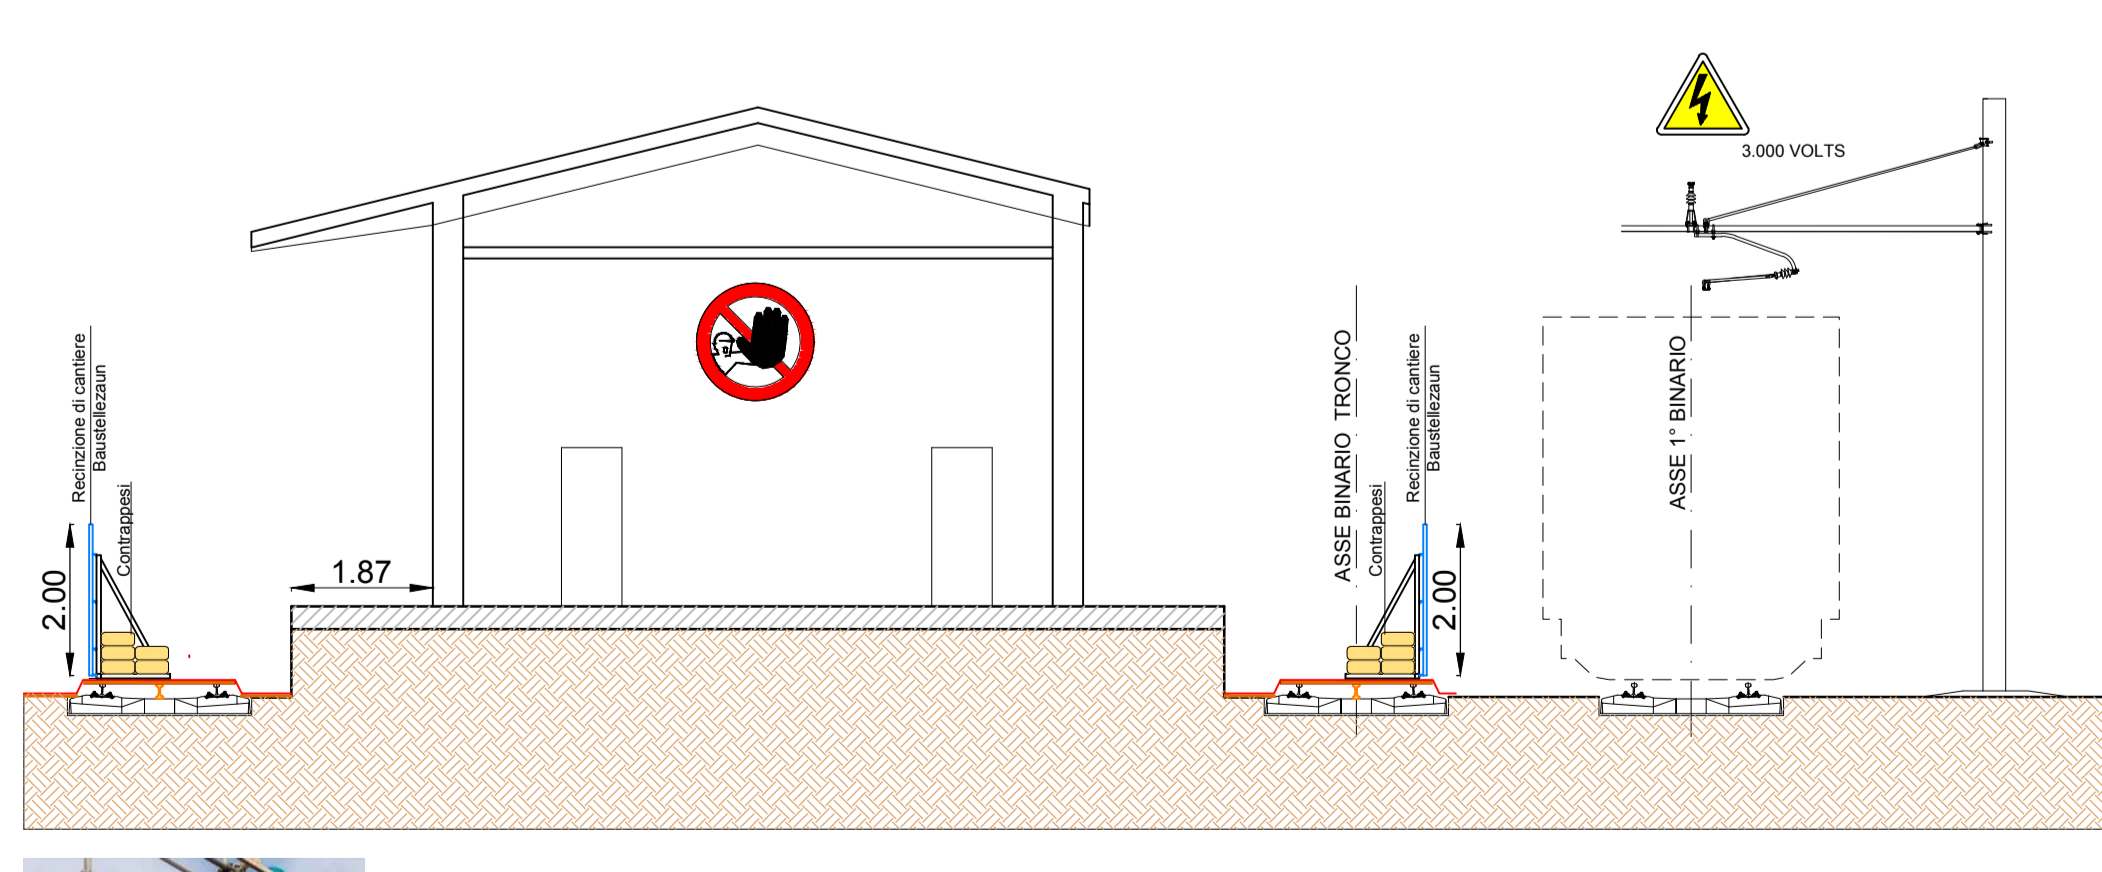 3.000 VOLTS
Recinzione di cantiere
Baustellezaun
Contrappesi
2.00
1.87
ASSE BINARIO TRONCO
Contrappesi
Recinzione di cantiere
Baustellezaun
2.00
ASSE 1° BINARIO